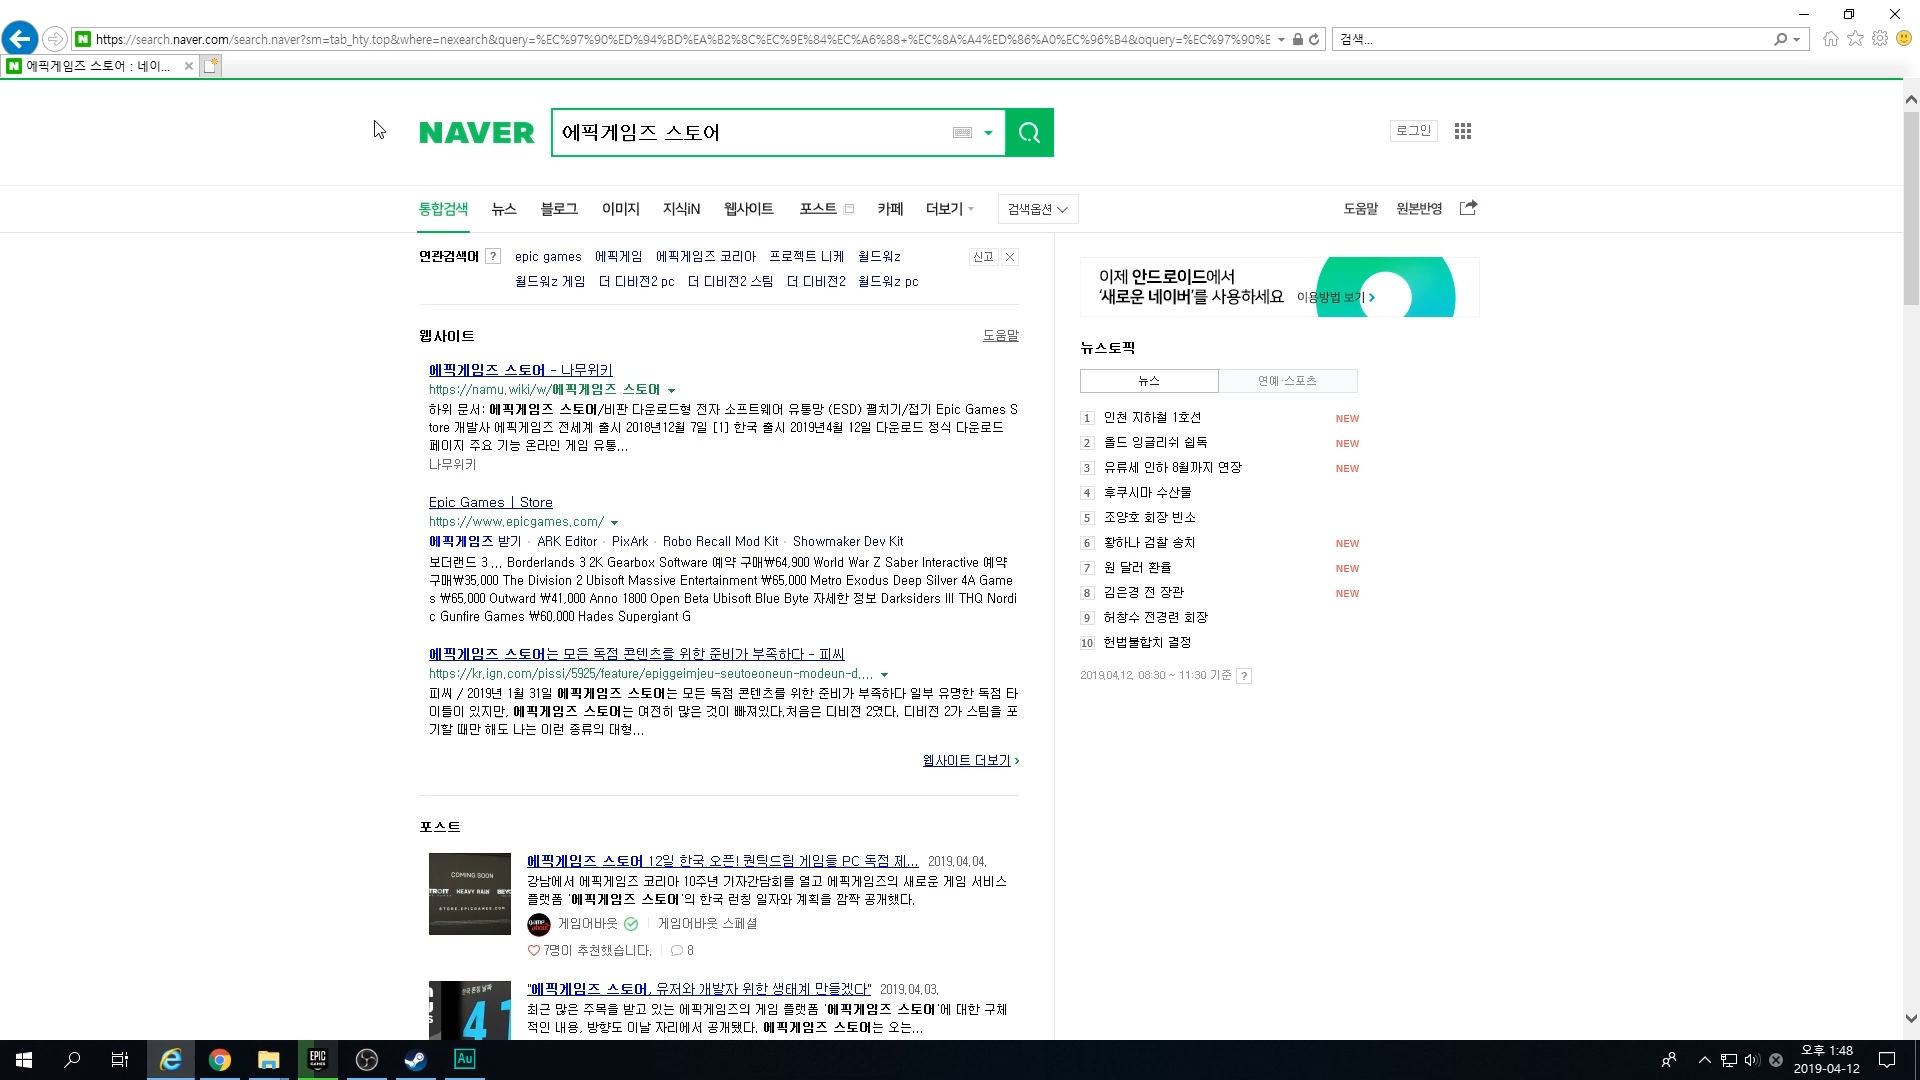 https://search.naver.com/search.naver?sm=tab_hty.top&where=nexearch&query=%EC%97%90%ED%94%BD%EA%B2%8C%EC%9E%84%EC%A6%88+%EC%8A%A4%ED%86%A0%EC%96%B4&oquery=%EC%97%90%E
검색...
에픽게임즈 스토어 : 네이...
NAVER
에픽게임즈 스토어
로그인
통합검색 뉴스 블로그 이미지 지식iN 웹사이트 포스트 카페 더보기 검색옵션
도움말 원본반영
연관검색어 ? epic games 에픽게임 에픽게임즈 코리아 프로젝트 니케 월드워z 신고
월드워z 게임 더 디비전2 pc 더 디비전2 스팀 더 디비전2 월드워z pc
웹사이트 도움말
에픽게임즈 스토어 - 나무위키
https://namu.wiki/w/에픽게임즈 스토어
하위 문서: 에픽게임즈 스토어/비판 다운로드형 전자 소프트웨어 유통망 (ESD) 펼치기/접기 Epic Games S
tore 개발사 에픽게임즈 전세계 출시 2018년12월 7일 [1] 한국 출시 2019년4월 12일 다운로드 정식 다운로드
페이지 주요 기능 온라인 게임 유통...
나무위키
Epic Games | Store
https://www.epicgames.com/
에픽게임즈 받기 · ARK Editor · PixArk · Robo Recall Mod Kit · Showmaker Dev Kit
보더랜드 3 ... Borderlands 3 2K Gearbox Software 예약 구매₩64,900 World War Z Saber Interactive 예약
구매₩35,000 The Division 2 Ubisoft Massive Entertainment ₩65,000 Metro Exodus Deep Silver 4A Game
s ₩65,000 Outward ₩41,000 Anno 1800 Open Beta Ubisoft Blue Byte 자세한 정보 Darksiders III THQ Nordi
c Gunfire Games ₩60,000 Hades Supergiant G
에픽게임즈 스토어는 모든 독점 콘텐츠를 위한 준비가 부족하다 - 피씨
https://kr.ign.com/pissi/5925/feature/epiggeimjeu-seutoeoneun-modeun-d....
피씨 / 2019년 1월 31일 에픽게임즈 스토어는 모든 독점 콘텐츠를 위한 준비가 부족하다 일부 유명한 독점 타
이틀이 있지만, 에픽게임즈 스토어는 여전히 많은 것이 빠져있다.처음은 디비전 2였다. 디비전 2가 스팀을 포
기할 때만 해도 나는 이런 종류의 대형...
웹사이트 더보기
포스트
COMING SOON
TROIT HEAVY RAIN BEYO
STORE.EPICGAMES.COM
에픽게임즈 스토어 12일 한국 오픈! 퀀틱드림 게임들 PC 독점 제... 2019.04.04.
강남에서 에픽게임즈 코리아 10주년 기자간담회를 열고 에픽게임즈의 새로운 게임 서비스
플랫폼 '에픽게임즈 스토어'의 한국 런칭 일자와 계획을 깜짝 공개했다.
game about 게임어바웃 게임어바웃 스페셜
7명이 추천했습니다. 8
41
"에픽게임즈 스토어, 유저와 개발자 위한 생태계 만들겠다" 2019.04.03.
최근 많은 주목을 받고 있는 에픽게임즈의 게임 플랫폼 '에픽게임즈 스토어'에 대한 구체
적인 내용, 방향도 이날 자리에서 공개됐다. 에픽게임즈 스토어는 오는...
이제 안드로이드에서
'새로운 네이버'를 사용하세요 이용방법 보기
뉴스토픽
뉴스 연예·스포츠
1 인천 지하철 1호선 NEW
2 올드 잉글리쉬 쉽독 NEW
3 유류세 인하 8월까지 연장 NEW
4 후쿠시마 수산물
5 조양호 회장 빈소
6 황하나 검찰 송치 NEW
7 원 달러 환율 NEW
8 김은경 전 장관 NEW
9 허창수 전경련 회장
10 헌법불합치 결정
2019.04.12. 08:30 ~ 11:30 기준 ?
EPIC GAMES
Au
오후 1:48
2019-04-12